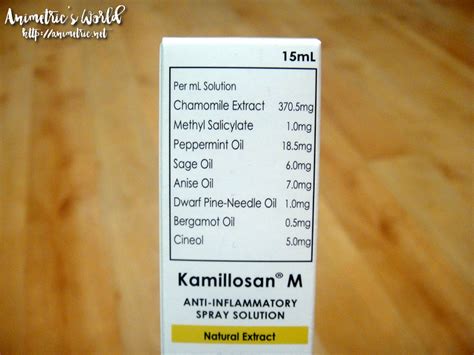 Animetric's World
http://animetric.net
15mL
Per mL Solution
Chamomile Extract 370.5mg
Methyl Salicylate 1.0mg
Peppermint Oil 18.5mg
Sage Oil 6.0mg
Anise Oil 7.0mg
Dwarf Pine-Needle Oil 1.0mg
Bergamot Oil 0.5mg
Cineol 5.0mg
Kamillosan® M
ANTI-INFLAMMATORY
SPRAY SOLUTION
Natural Extract